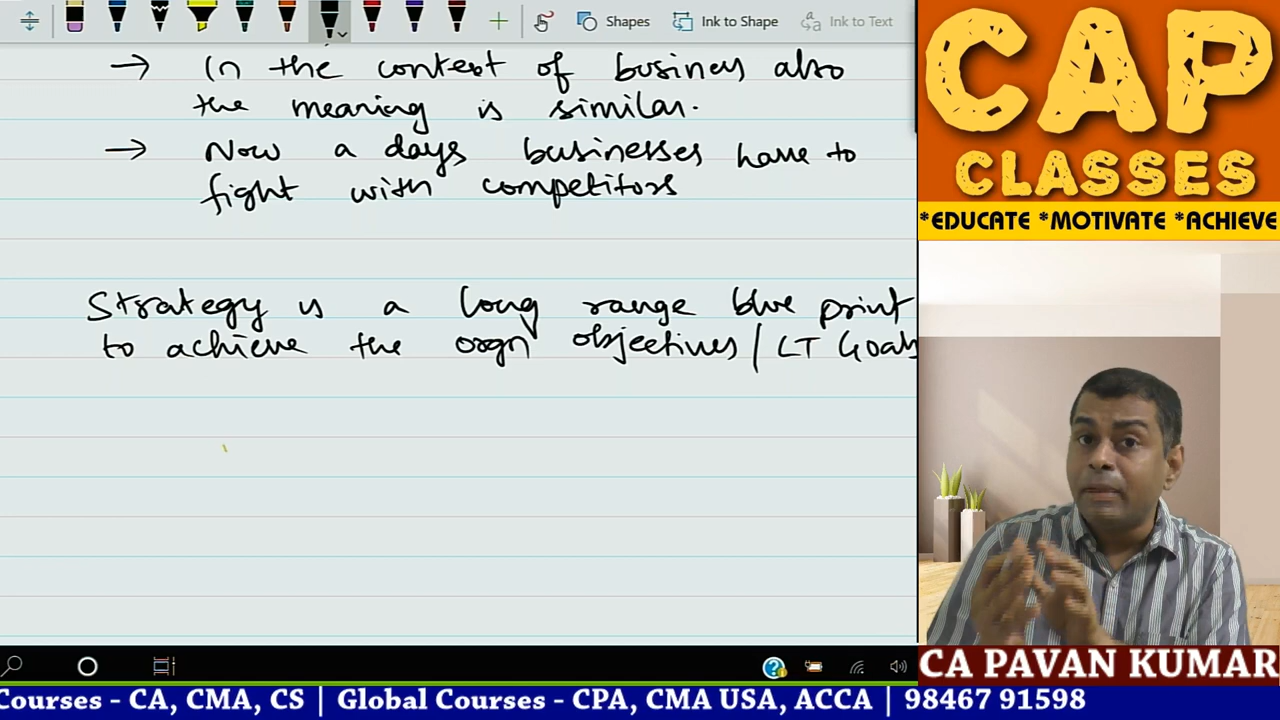 Shapes
Ink to Shape
Ink to Text
→ In the context of business also
the meaning is similar.
→ Now a days businesses have to
fight with competitors
Strategy is a long range blue print
to achieve the orgn objectives / LT Goals
CAP
CLASSES
*EDUCATE *MOTIVATE *ACHIEVE
CA PAVAN KUMAR
Courses - CA, CMA, CS | Global Courses - CPA, CMA USA, ACCA | 98467 91598